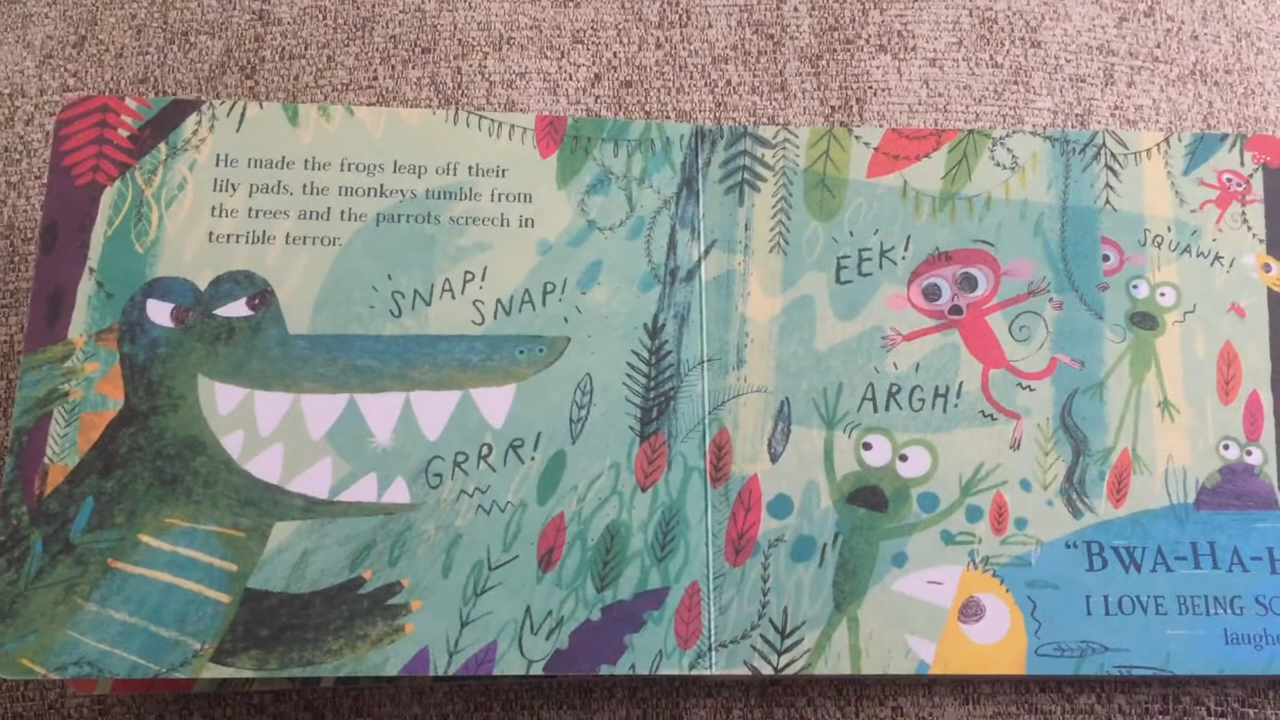 He made the frogs leap off their
lily pads, the monkeys tumble from
the trees and the parrots screech in
terrible terror.
SNAP!
SNAP!
GRRR!
EEK!
SQUAWK!
ARGH!
"BWA-HA-
I LOVE BEING